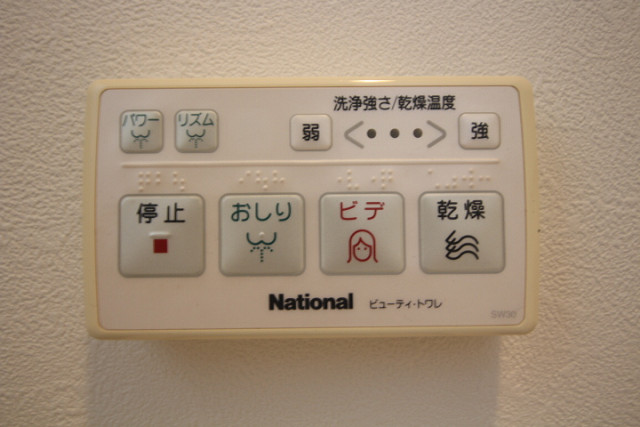 洗浄強さ/乾燥温度
パワー リズム 弱 強
停止 おしり ビデ 乾燥
National ビューティ・トワレ